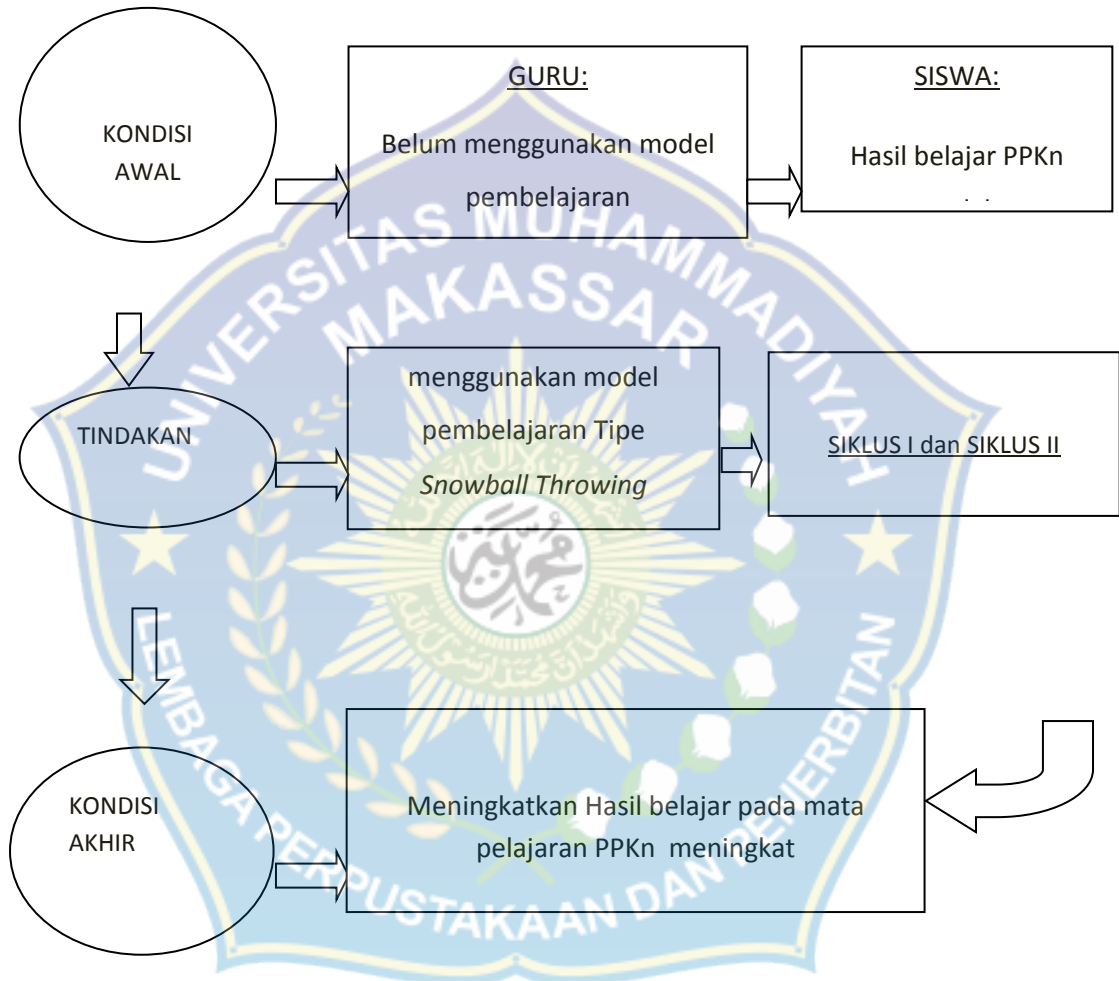 KONDISI
AWAL
GURU:
Belum menggunakan model
pembelajaran
SISWA:
Hasil belajar PPKn
TINDAKAN
menggunakan model
pembelajaran Tipe
Snowball Throwing
SIKLUS I dan SIKLUS II
KONDISI
AKHIR
Meningkatkan Hasil belajar pada mata
pelajaran PPKn meningkat
UNIVERSITAS MUHAMMADIYAH
MAKASSAR
محمد
LEMBAGA PERPUSTAKAAN DAN PENERBITAN